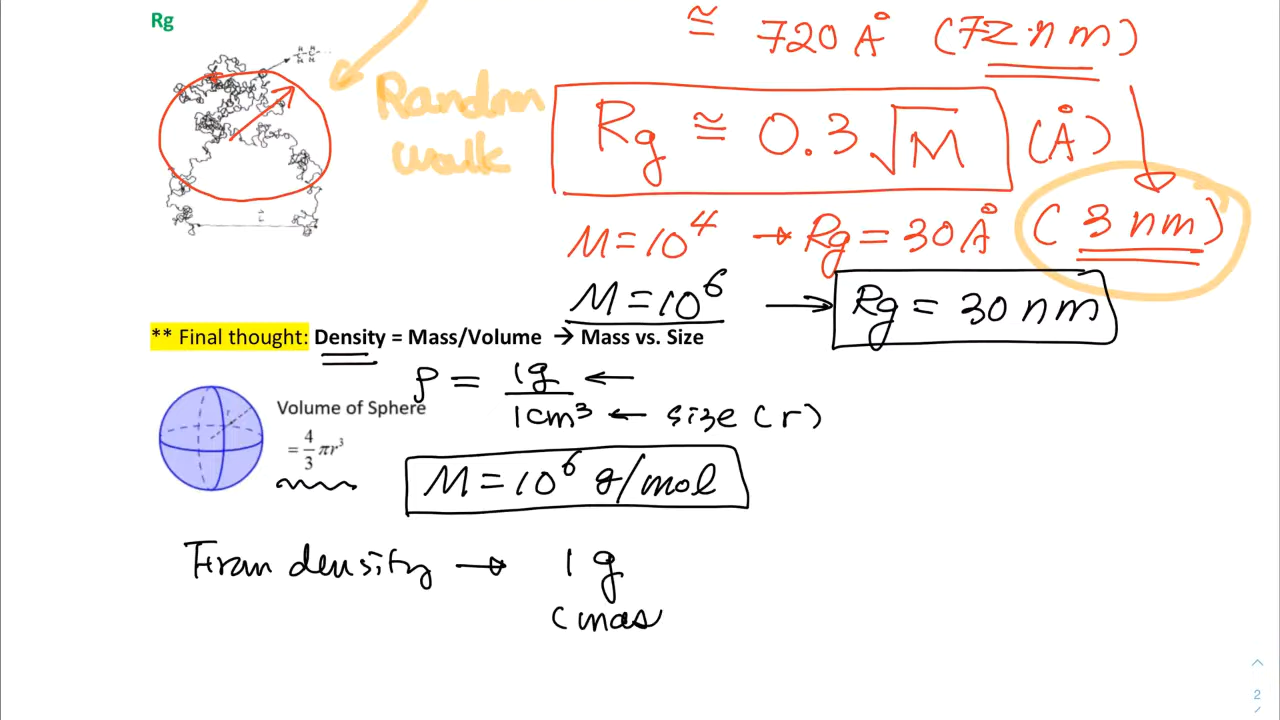 Rg
≅ 720 Å (72 nm)
Random
walk
Rg ≅ 0.3 √M (Å)
M = 10⁴ → Rg = 30 Å (3 nm)
M = 10⁶ → Rg = 30 nm
** Final thought: Density = Mass/Volume → Mass vs. Size
ρ = 1g / 1cm³ ← size (r)
Volume of Sphere
= 4/3 πr³
M = 10⁶ g/mol
From density → 1 g
(mas
2